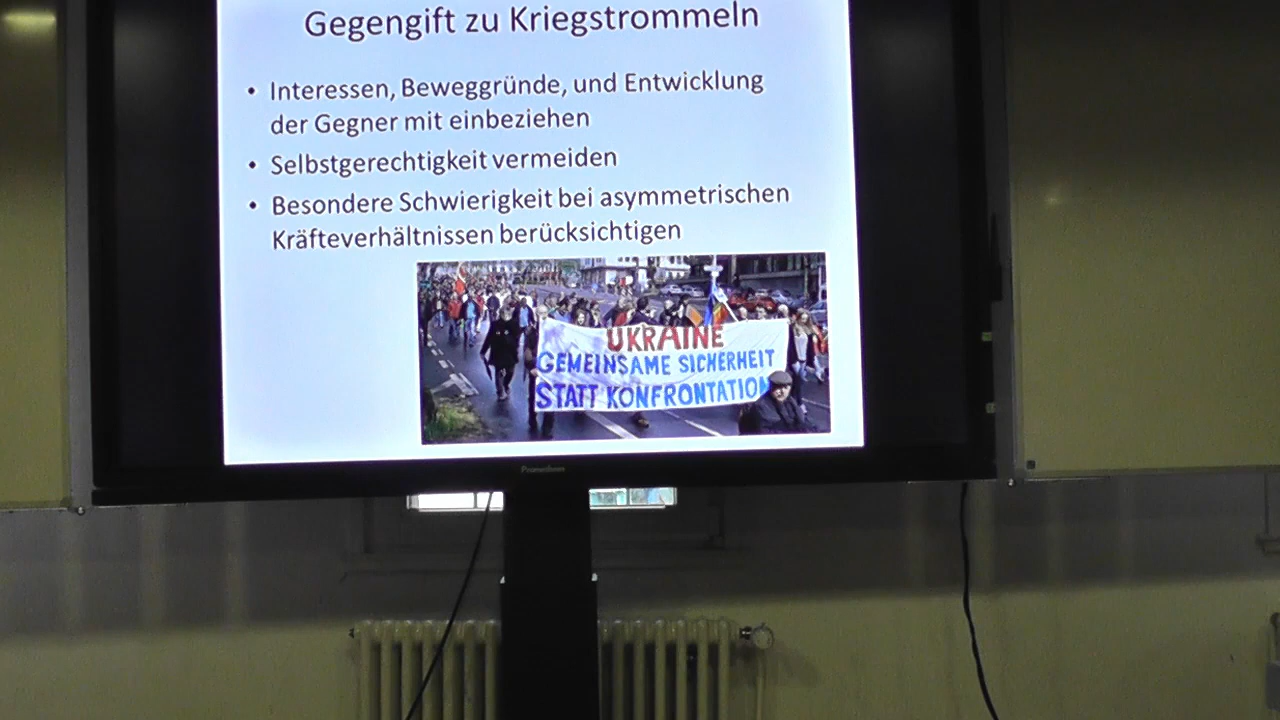 Gegengift zu Kriegstrommeln
• Interessen, Beweggründe, und Entwicklung
der Gegner mit einbeziehen
• Selbstgerechtigkeit vermeiden
• Besondere Schwierigkeit bei asymmetrischen
Kräfteverhältnissen berücksichtigen
UKRAINE
GEMEINSAME SICHERHEIT
STATT KONFRONTATION
Promethean